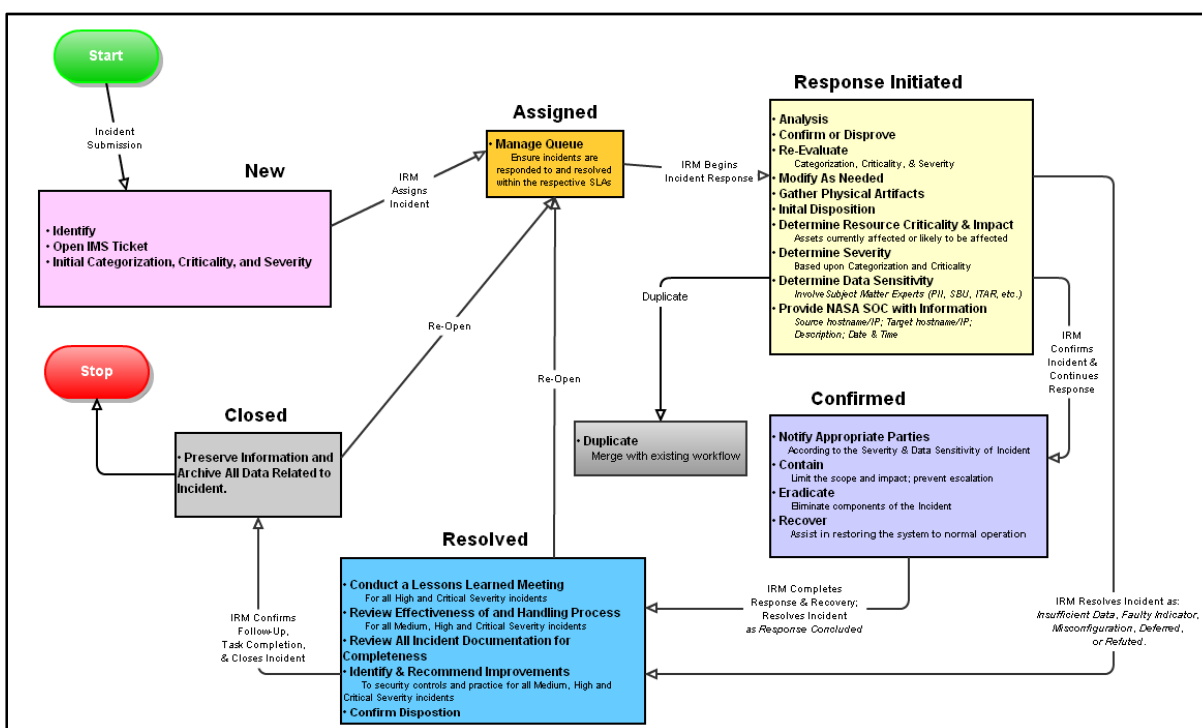 Start
Incident
Submission
New
• Identify
• Open IMS Ticket
• Initial Categorization, Criticality, and Severity
IRM
Assigns
Incident
Assigned
• Manage Queue
Ensure incidents are
responded to and resolved
within the respective SLAs
IRM Begins
Incident Response
Response Initiated
• Analysis
• Confirm or Disprove
• Re-Evaluate
Categorization, Criticality, & Severity
• Modify As Needed
• Gather Physical Artifacts
• Inital Disposition
• Determine Resource Criticality & Impact
Assets currently affected or likely to be affected
• Determine Severity
Based upon Categorization and Criticality
• Determine Data Sensitivity
Involve Subject Matter Experts (PII, SBU, ITAR, etc.)
• Provide NASA SOC with Information
Source hostname/IP; Target hostname/IP;
Description; Date & Time
Duplicate
• Duplicate
Merge with existing workflow
IRM
Confirms
Incident &
Continues
Response
Confirmed
• Notify Appropriate Parties
According to the Severity & Data Sensitivity of Incident
• Contain
Limit the scope and impact; prevent escalation
• Eradicate
Eliminate components of the Incident
• Recover
Assist in restoring the system to normal operation
IRM Completes
Response & Recovery;
Resolves Incident
as Response Concluded
IRM Resolves Incident as:
Insufficient Data, Faulty Indicator,
Misconfiguration, Deferred,
or Refuted.
Resolved
• Conduct a Lessons Learned Meeting
For all High and Critical Severity incidents
• Review Effectiveness of and Handling Process
For all Medium, High and Critical Severity incidents
• Review All Incident Documentation for
Completeness
• Identify & Recommend Improvements
To security controls and practice for all Medium, High and
Critical Severity incidents
• Confirm Dispostion
Re-Open
Re-Open
IRM Confirms
Follow-Up,
Task Completion,
& Closes Incident
Closed
• Preserve Information and
Archive All Data Related to
Incident.
Stop